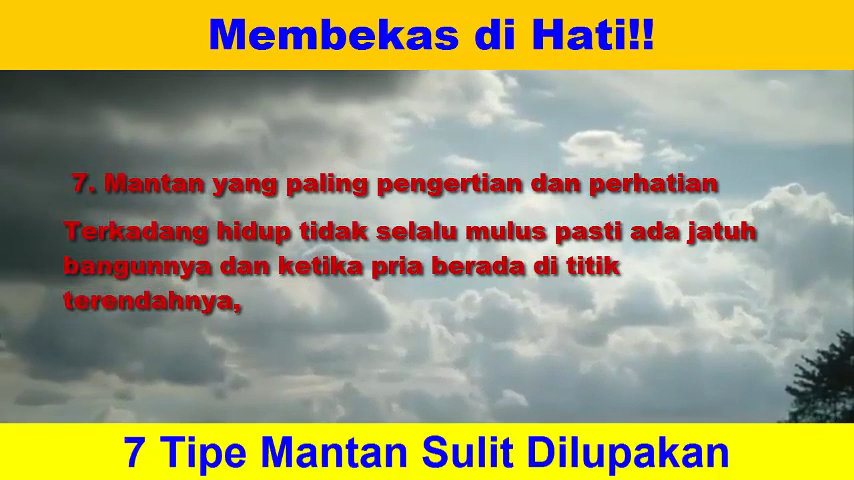 Membekas di Hati!!
7. Mantan yang paling pengertian dan perhatian
Terkadang hidup tidak selalu mulus pasti ada jatuh
bangunnya dan ketika pria berada di titik
terendahnya,
7 Tipe Mantan Sulit Dilupakan